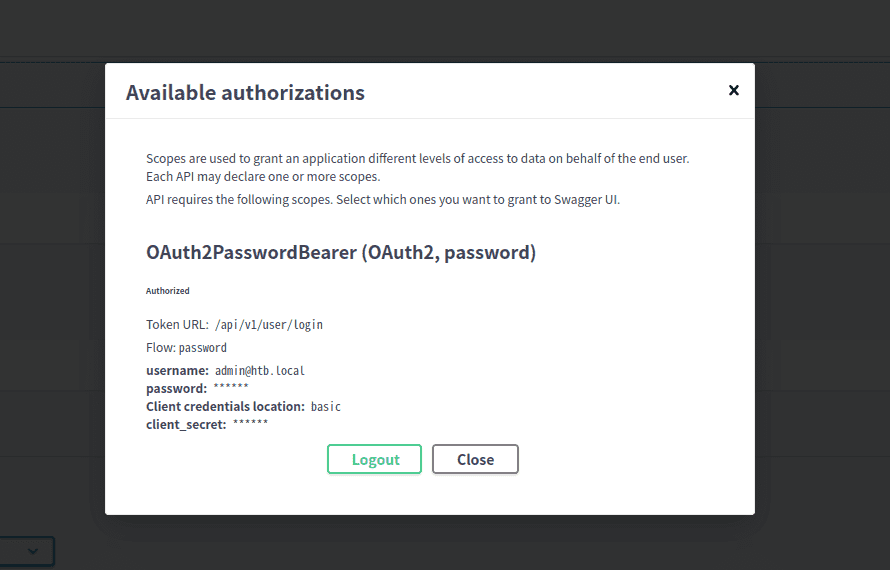 Available authorizations
Scopes are used to grant an application different levels of access to data on behalf of the end user.
Each API may declare one or more scopes.
API requires the following scopes. Select which ones you want to grant to Swagger UI.
OAuth2PasswordBearer (OAuth2, password)
Authorized
Token URL: /api/v1/user/login
Flow: password
username: admin@htb.local
password: ******
Client credentials location: basic
client_secret: ******
Logout Close